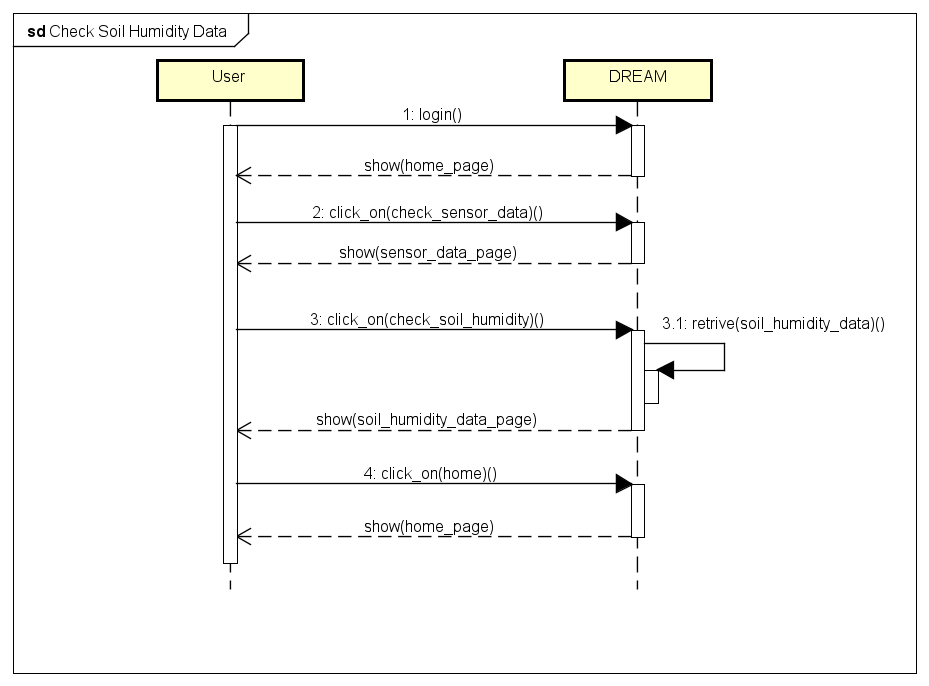 sd Check Soil Humidity Data
User
DREAM
1: login()
show(home_page)
2: click_on(check_sensor_data)()
show(sensor_data_page)
3: click_on(check_soil_humidity)()
3.1: retrive(soil_humidity_data)()
show(soil_humidity_data_page)
4: click_on(home)()
show(home_page)